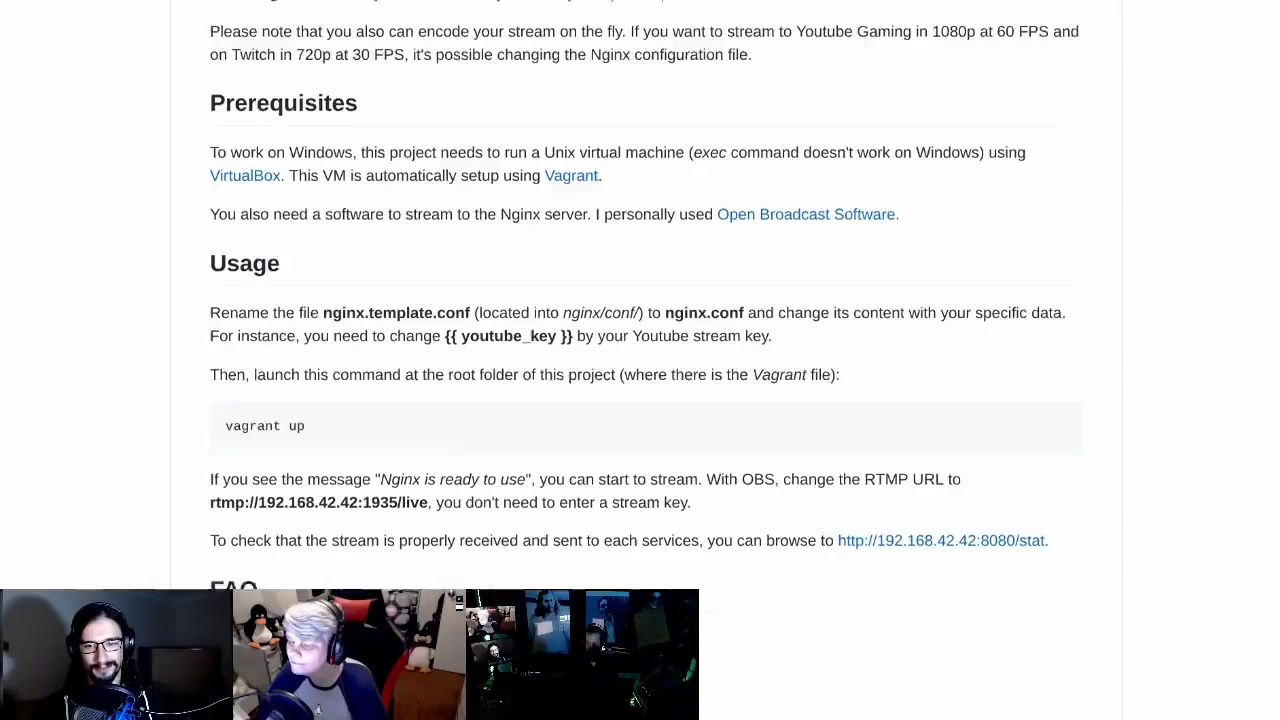 Please note that you also can encode your stream on the fly. If you want to stream to Youtube Gaming in 1080p at 60 FPS and
on Twitch in 720p at 30 FPS, it's possible changing the Nginx configuration file.
Prerequisites
To work on Windows, this project needs to run a Unix virtual machine (exec command doesn't work on Windows) using
VirtualBox. This VM is automatically setup using Vagrant.
You also need a software to stream to the Nginx server. I personally used Open Broadcast Software.
Usage
Rename the file nginx.template.conf (located into nginx/conf/) to nginx.conf and change its content with your specific data.
For instance, you need to change {{ youtube_key }} by your Youtube stream key.
Then, launch this command at the root folder of this project (where there is the Vagrant file):
vagrant up
If you see the message "Nginx is ready to use", you can start to stream. With OBS, change the RTMP URL to
rtmp://192.168.42.42:1935/live, you don't need to enter a stream key.
To check that the stream is properly received and sent to each services, you can browse to http://192.168.42.42:8080/stat.
FAQ